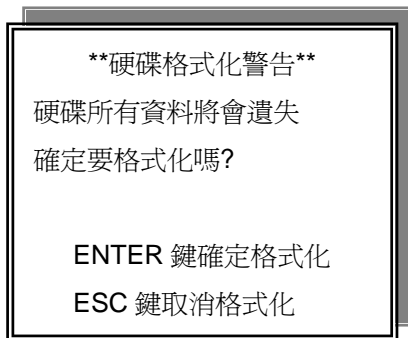 **硬碟格式化警告**
硬碟所有資料將會遺失
確定要格式化嗎?
ENTER 鍵確定格式化
ESC 鍵取消格式化